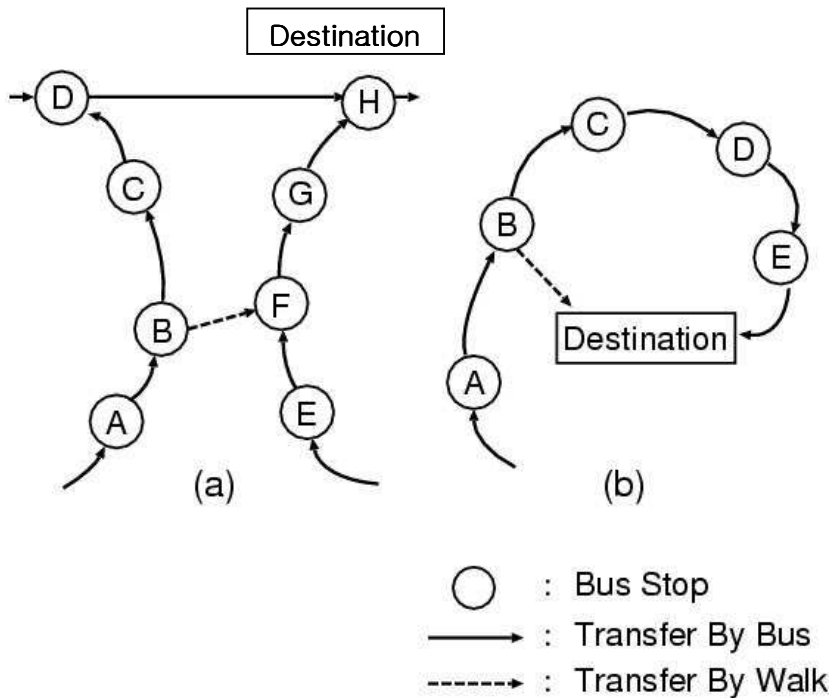 Destination
D
H
C
G
B
F
A
E
(a)
C
D
B
E
Destination
A
(b)
: Bus Stop
: Transfer By Bus
: Transfer By Walk